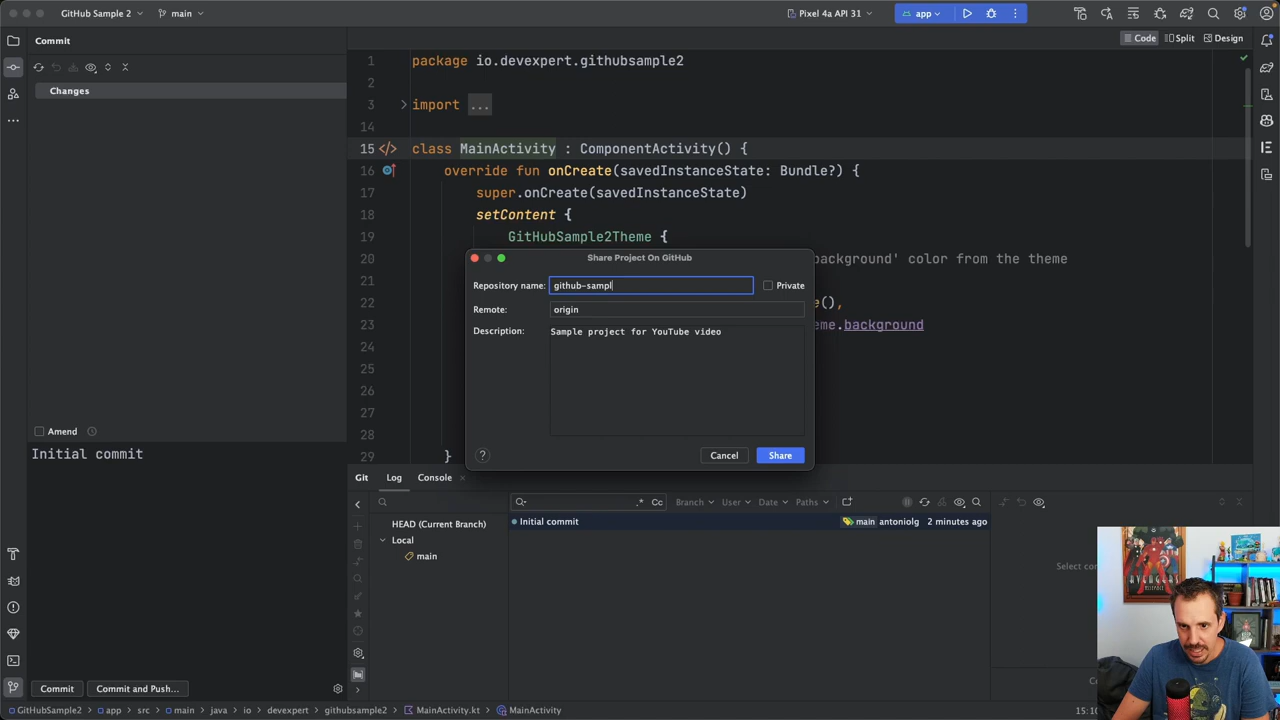 GitHub Sample 2
main
Pixel 4a API 31
app
Commit
Code
Split
Design
Changes
1
package io.devexpert.githubsample2
2
3
import ...
14
15
class MainActivity : ComponentActivity() {
16
override fun onCreate(savedInstanceState: Bundle?) {
17
super.onCreate(savedInstanceState)
18
setContent {
19
GitHubSample2Theme {
20
background' color from the theme
21
22
e(),
23
me.background
24
25
26
27
28
29
}
Share Project On GitHub
Repository name:
github-sampl
Private
Remote:
origin
Description:
Sample project for YouTube video
?
Cancel
Share
Amend
Initial commit
Git
Log
Console
.*
Cc
Branch
User
Date
Paths
HEAD (Current Branch)
Local
main
Initial commit
main
antoniolg
2 minutes ago
Select co
AVENGERS
Commit
Commit and Push...
GitHubSample2
app
src
main
java
io
devexpert
githubsample2
MainActivity.kt
MainActivity